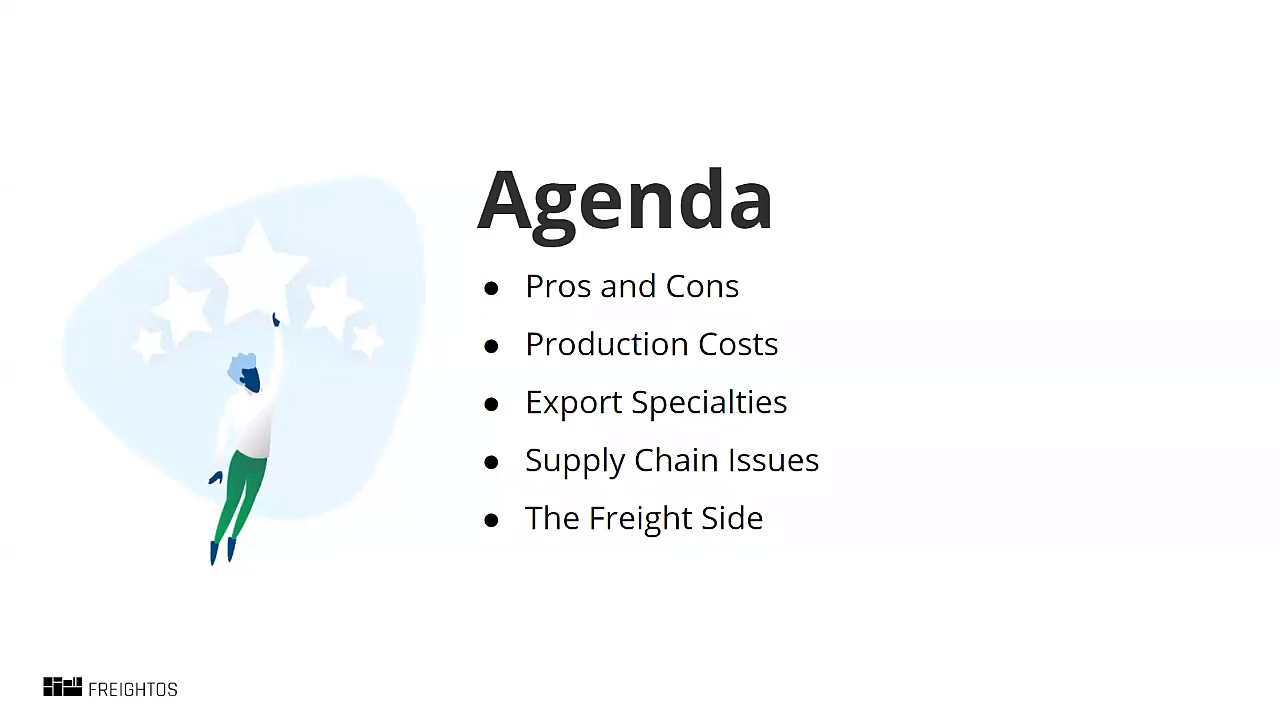 Agenda
● Pros and Cons
● Production Costs
● Export Specialties
● Supply Chain Issues
● The Freight Side
FREIGHTOS